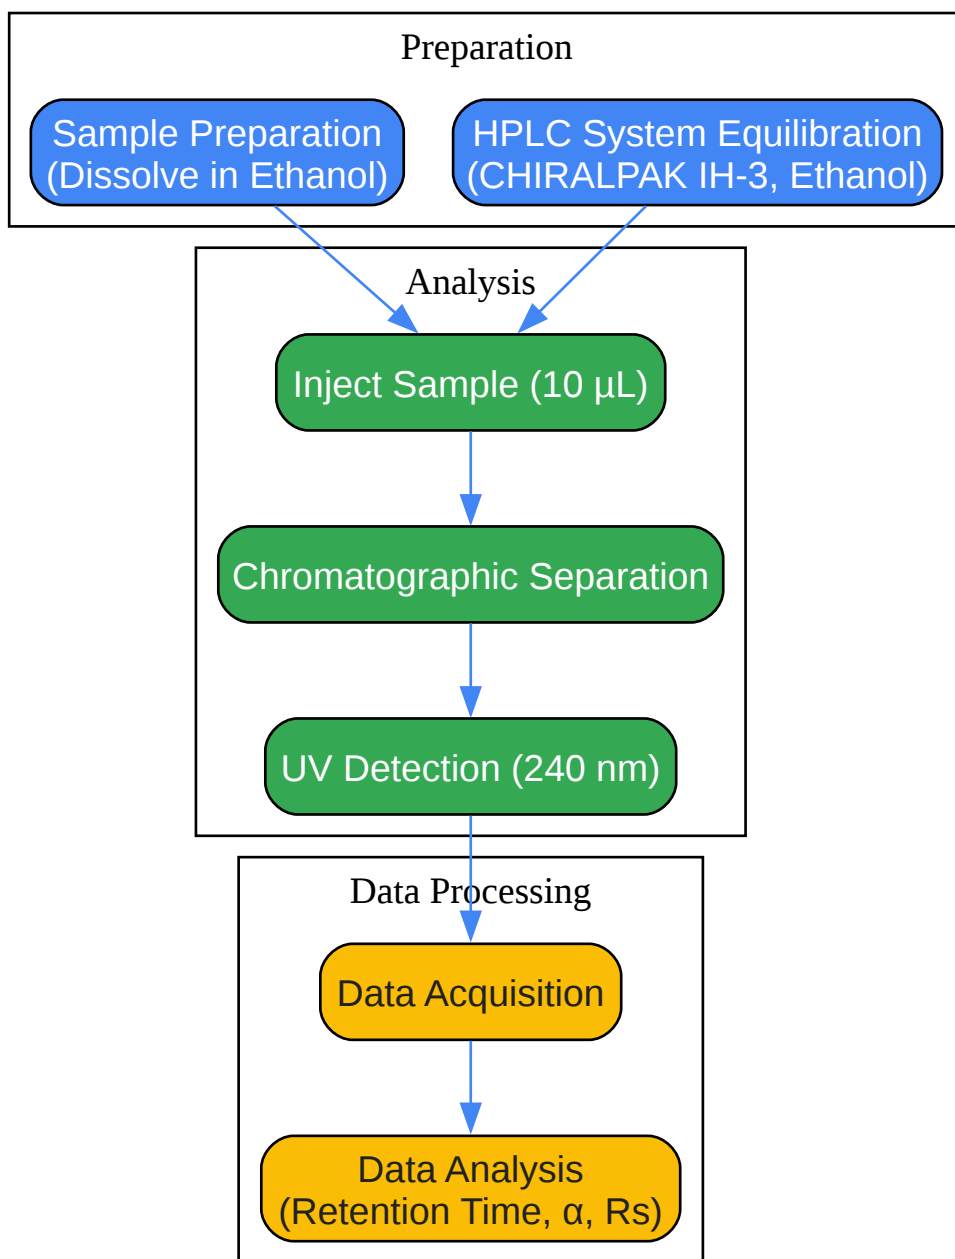 Preparation
Sample Preparation
(Dissolve in Ethanol)
HPLC System Equilibration
(CHIRALPAK IH-3, Ethanol)
Analysis
Inject Sample (10 µL)
Chromatographic Separation
UV Detection (240 nm)
Data Processing
Data Acquisition
Data Analysis
(Retention Time, α, Rs)